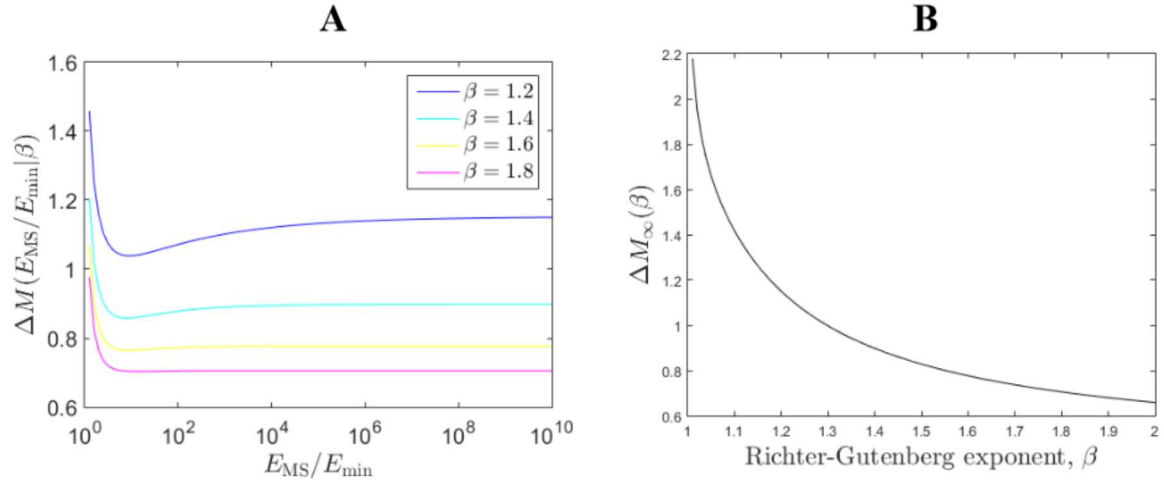 A
B
1.6
1.4
1.2
1
0.8
0.6
ΔM(E_MS/E_min|β)
β = 1.2
β = 1.4
β = 1.6
β = 1.8
10^0 10^2 10^4 10^6 10^8 10^10
E_MS/E_min
2.2
2
1.8
1.6
1.4
1.2
1
0.8
0.6
ΔM_∞(β)
1 1.1 1.2 1.3 1.4 1.5 1.6 1.7 1.8 1.9 2
Richter-Gutenberg exponent, β